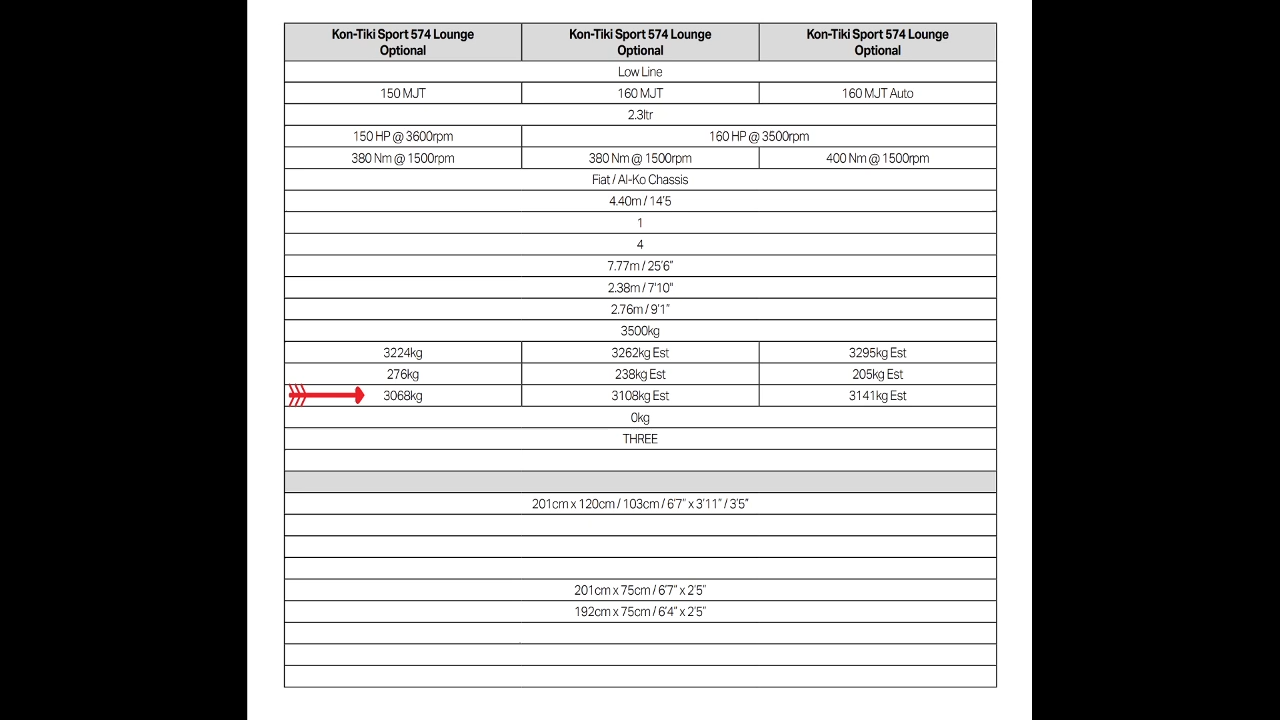 Kon-Tiki Sport 574 Lounge Optional Kon-Tiki Sport 574 Lounge Optional Kon-Tiki Sport 574 Lounge Optional
Low Line
150 MJT 160 MJT 160 MJT Auto
2.3ltr
150 HP @ 3600rpm 160 HP @ 3500rpm
380 Nm @ 1500rpm 380 Nm @ 1500rpm 400 Nm @ 1500rpm
Fiat / Al-Ko Chassis
4.40m / 14'5
1
4
7.77m / 25'6"
2.38m / 7'10"
2.76m / 9'1"
3500kg
3224kg 3262kg Est 3295kg Est
276kg 238kg Est 205kg Est
3068kg 3108kg Est 3141kg Est
0kg
THREE
201cm x 120cm / 103cm / 6'7" x 3'11" / 3'5"
201cm x 75cm / 6'7" x 2'5"
192cm x 75cm / 6'4" x 2'5"